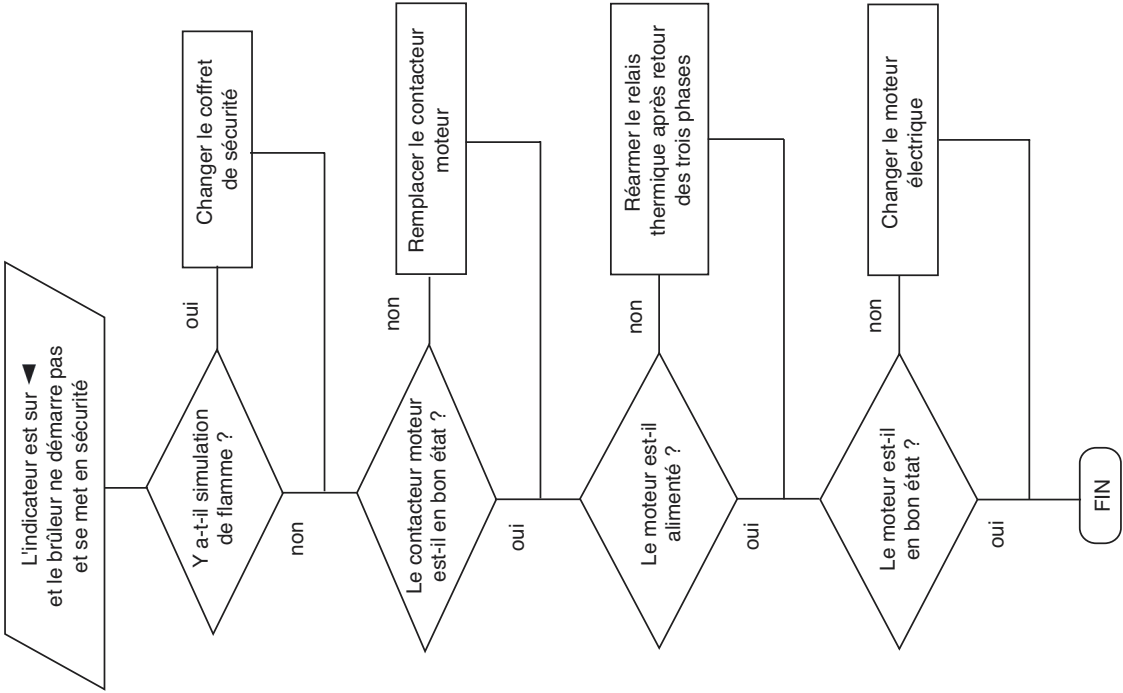 L'indicateur est sur ◄
et le brûleur ne démarre pas
et se met en sécurité
Y a-t-il simulation
de flamme ?
oui
Changer le coffret
de sécurité
non
Le contacteur moteur
est-il en bon état ?
non
Remplacer le contacteur
moteur
oui
Le moteur est-il
alimenté ?
non
Réarmer le relais
thermique après retour
des trois phases
oui
Le moteur est-il
en bon état ?
non
Changer le moteur
électrique
oui
FIN